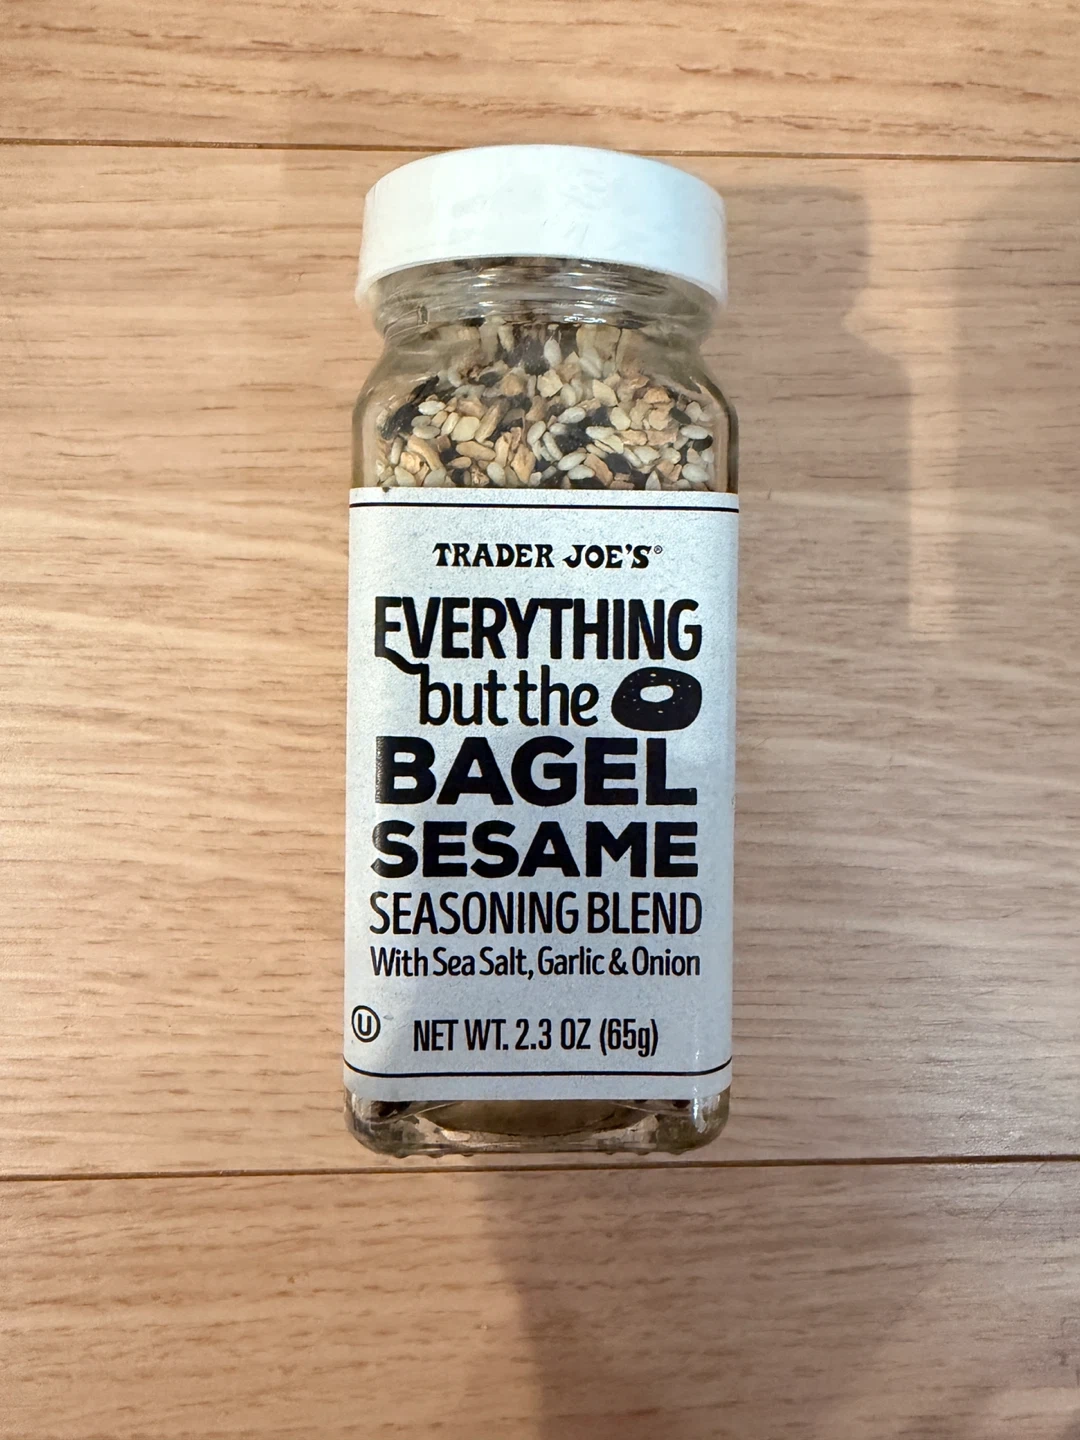 TRADER JOE'S®
EVERYTHING
but the
BAGEL
SESAME
SEASONING BLEND
With Sea Salt, Garlic & Onion
U
NET WT. 2.3 OZ (65g)